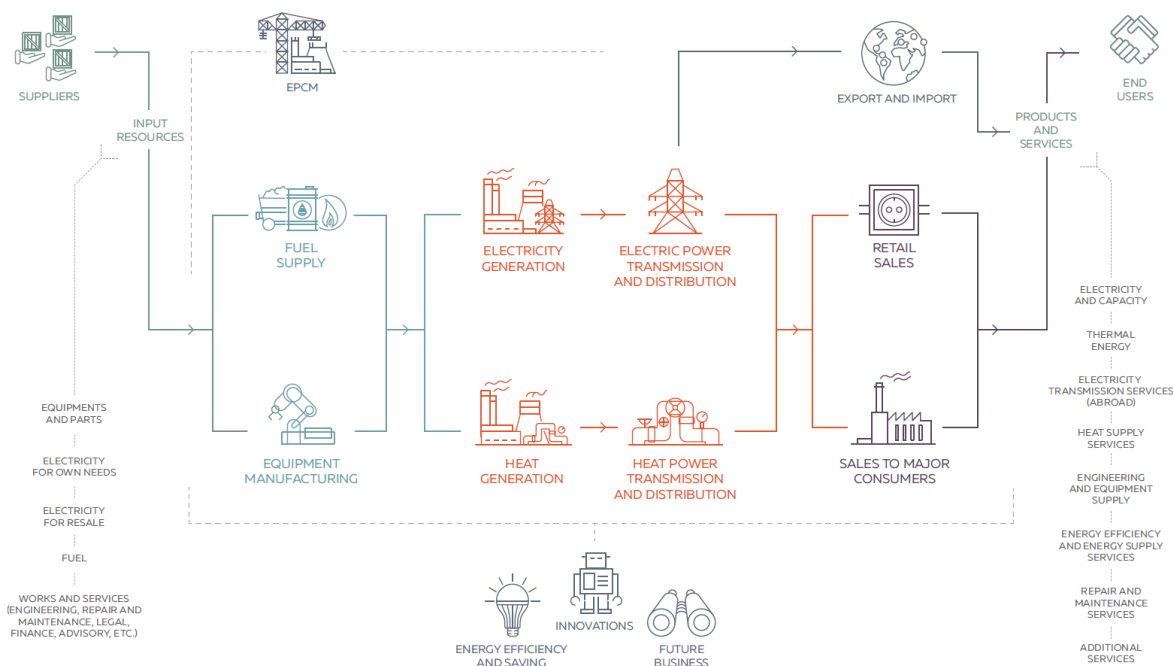 SUPPLIERS
INPUT
RESOURCES
EPCM
EXPORT AND IMPORT
PRODUCTS
AND
SERVICES
END
USERS
FUEL
SUPPLY
ELECTRICITY
GENERATION
ELECTRIC POWER
TRANSMISSION
AND DISTRIBUTION
RETAIL
SALES
EQUIPMENT
MANUFACTURING
HEAT
GENERATION
HEAT POWER
TRANSMISSION
AND DISTRIBUTION
SALES TO MAJOR
CONSUMERS
EQUIPMENTS
AND PARTS
ELECTRICITY
FOR OWN NEEDS
ELECTRICITY
FOR RESALE
FUEL
WORKS AND SERVICES
(ENGINEERING, REPAIR AND
MAINTENANCE, LEGAL,
FINANCE, ADVISORY, ETC.)
ENERGY EFFICIENCY
AND SAVING
INNOVATIONS
FUTURE
BUSINESS
ELECTRICITY
AND CAPACITY
THERMAL
ENERGY
ELECTRICITY
TRANSMISSION SERVICES
(ABROAD)
HEAT SUPPLY
SERVICES
ENGINEERING
AND EQUIPMENT
SUPPLY
ENERGY EFFICIENCY
AND ENERGY SUPPLY
SERVICES
REPAIR AND
MAINTENANCE
SERVICES
ADDITIONAL
SERVICES